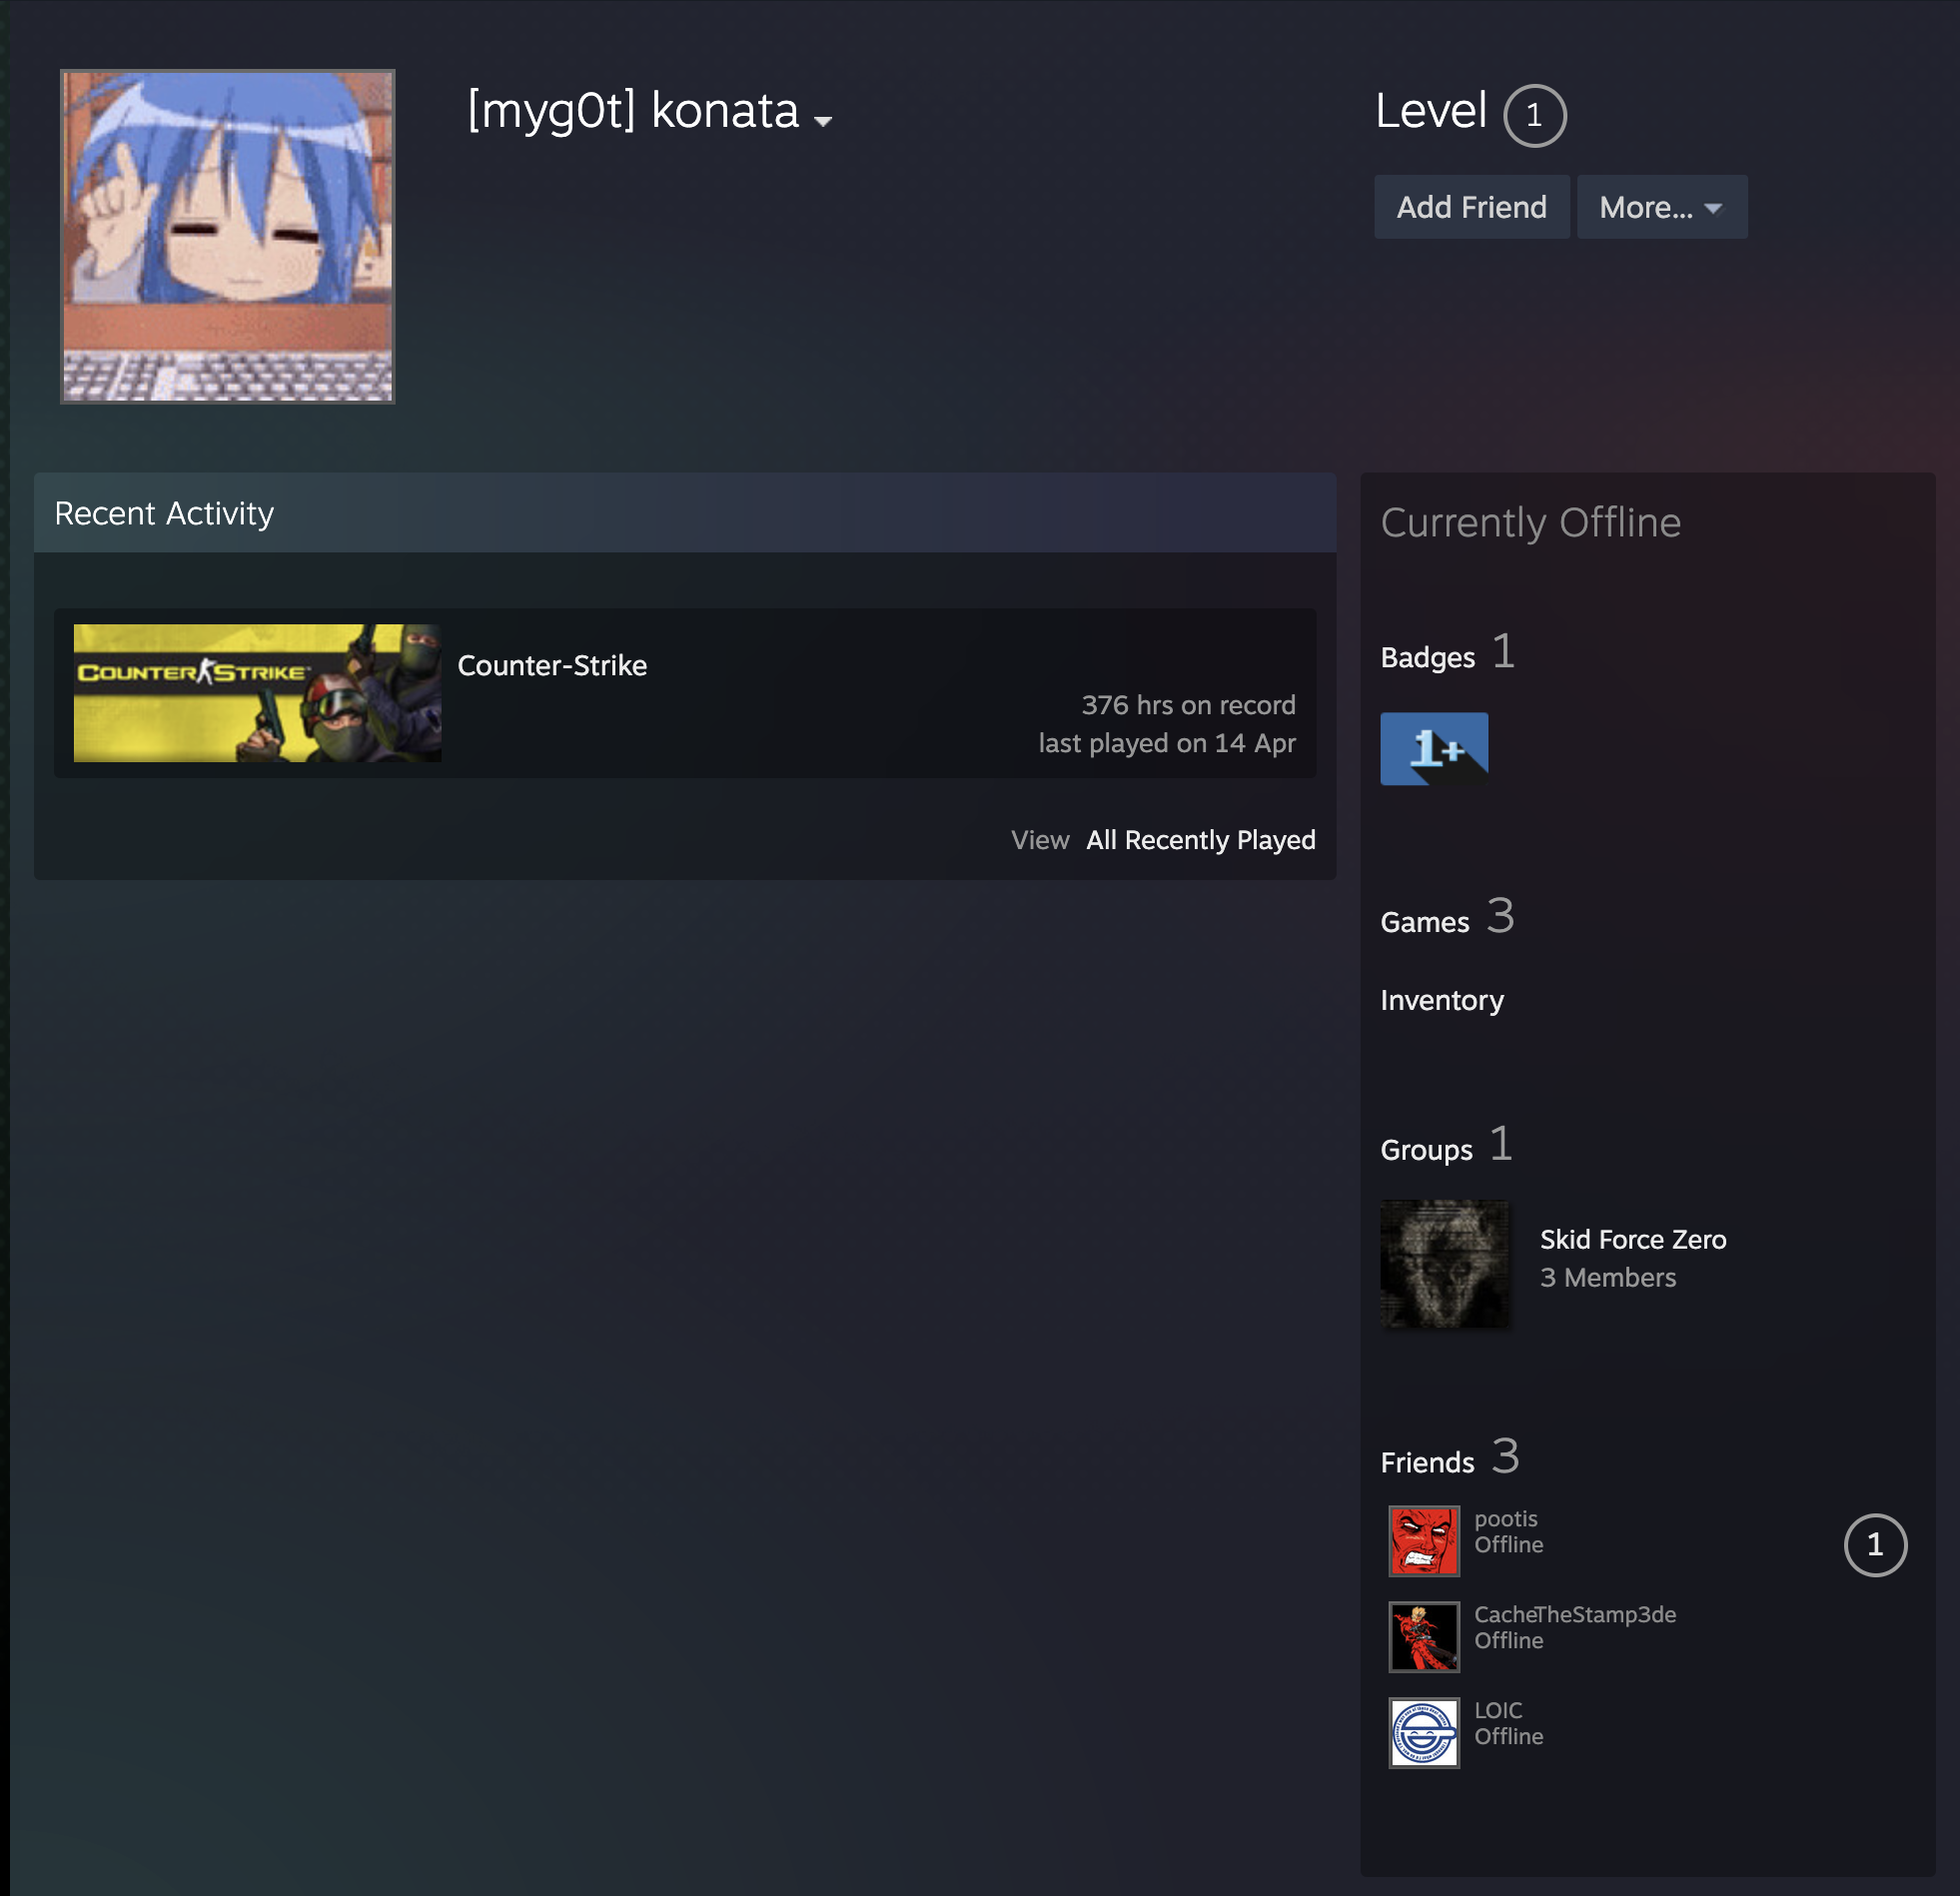 [myg0t] konata
Level 1
Add Friend
More...
Recent Activity
COUNTER STRIKE
Counter-Strike
376 hrs on record
last played on 14 Apr
View All Recently Played
Currently Offline
Badges 1
1+
Games 3
Inventory
Groups 1
Skid Force Zero
3 Members
Friends 3
pootis
Offline
1
CacheTheStamp3de
Offline
LOIC
Offline